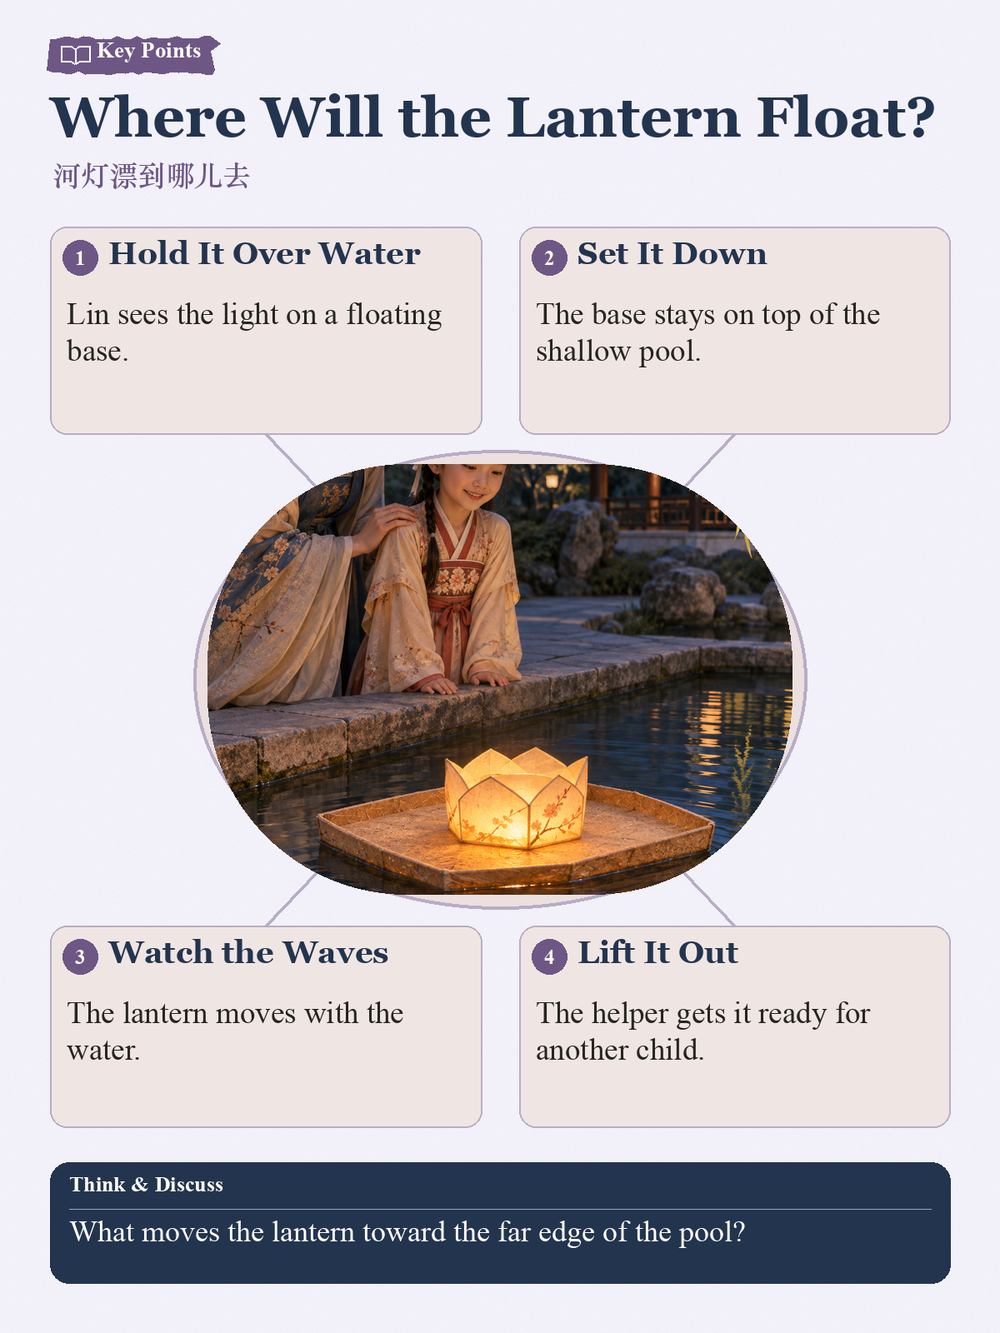 Key Points
Where Will the Lantern Float?
河灯漂到哪儿去
1 Hold It Over Water
Lin sees the light on a floating
base.
2 Set It Down
The base stays on top of the
shallow pool.
3 Watch the Waves
The lantern moves with the
water.
4 Lift It Out
The helper gets it ready for
another child.
Think & Discuss
What moves the lantern toward the far edge of the pool?